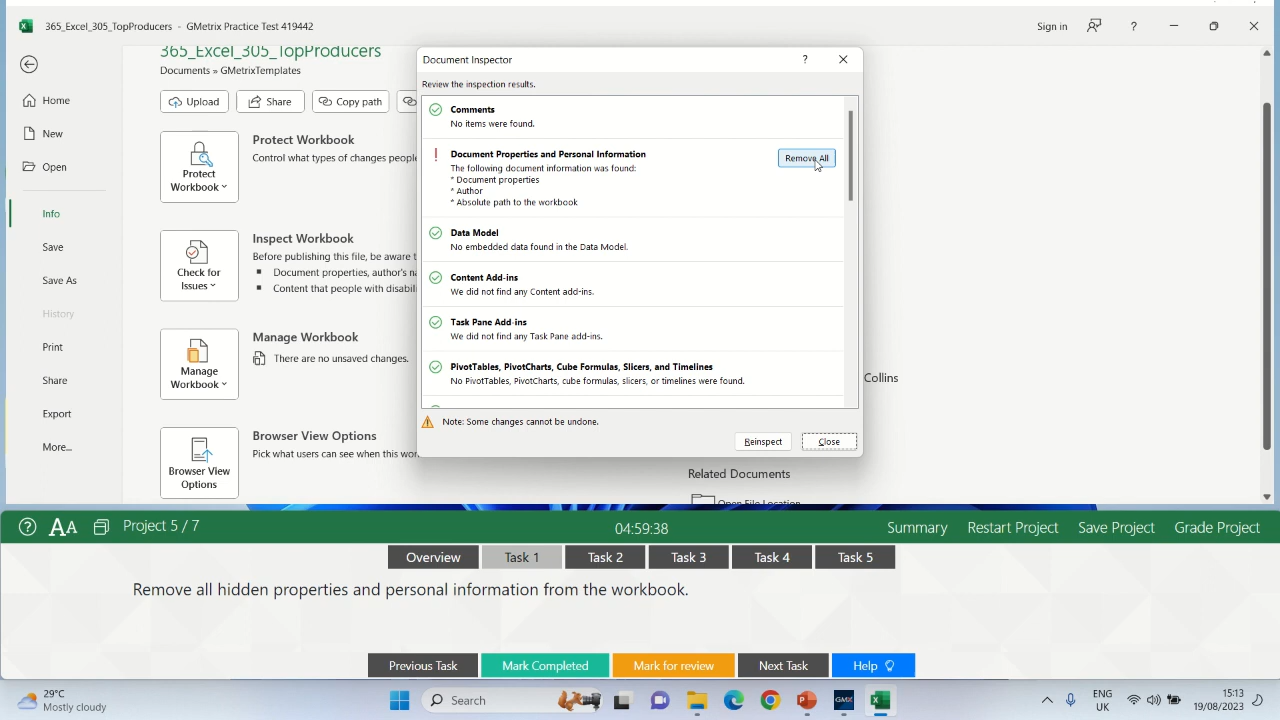 365_Excel_305_TopProducers - GMetrix Practice Test 419442
Sign in
?
365_Excel_305_TopProducers
Documents » GMetrixTemplates
Home
New
Open
Info
Save
Save As
History
Print
Share
Export
More...
Upload
Share
Copy path
Protect Workbook
Protect Workbook
Control what types of changes people
Check for Issues
Inspect Workbook
Before publishing this file, be aware t
Document properties, author's na
Content that people with disabili
Manage Workbook
Manage Workbook
There are no unsaved changes.
Browser View Options
Browser View Options
Pick what users can see when this wor
Collins
Related Documents
Open File Location
Document Inspector
?
Review the inspection results.
Comments
No items were found.
! Document Properties and Personal Information
Remove All
The following document information was found:
* Document properties
* Author
* Absolute path to the workbook
Data Model
No embedded data found in the Data Model.
Content Add-ins
We did not find any Content add-ins.
Task Pane Add-ins
We did not find any Task Pane add-ins.
PivotTables, PivotCharts, Cube Formulas, Slicers, and Timelines
No PivotTables, PivotCharts, cube formulas, slicers, or timelines were found.
Note: Some changes cannot be undone.
Reinspect Close
? AA Project 5 / 7 04:59:38 Summary Restart Project Save Project Grade Project
Overview Task 1 Task 2 Task 3 Task 4 Task 5
Remove all hidden properties and personal information from the workbook.
Previous Task Mark Completed Mark for review Next Task Help
29°C
Mostly cloudy
Search
GMX
ENG
UK
15:13
19/08/2023